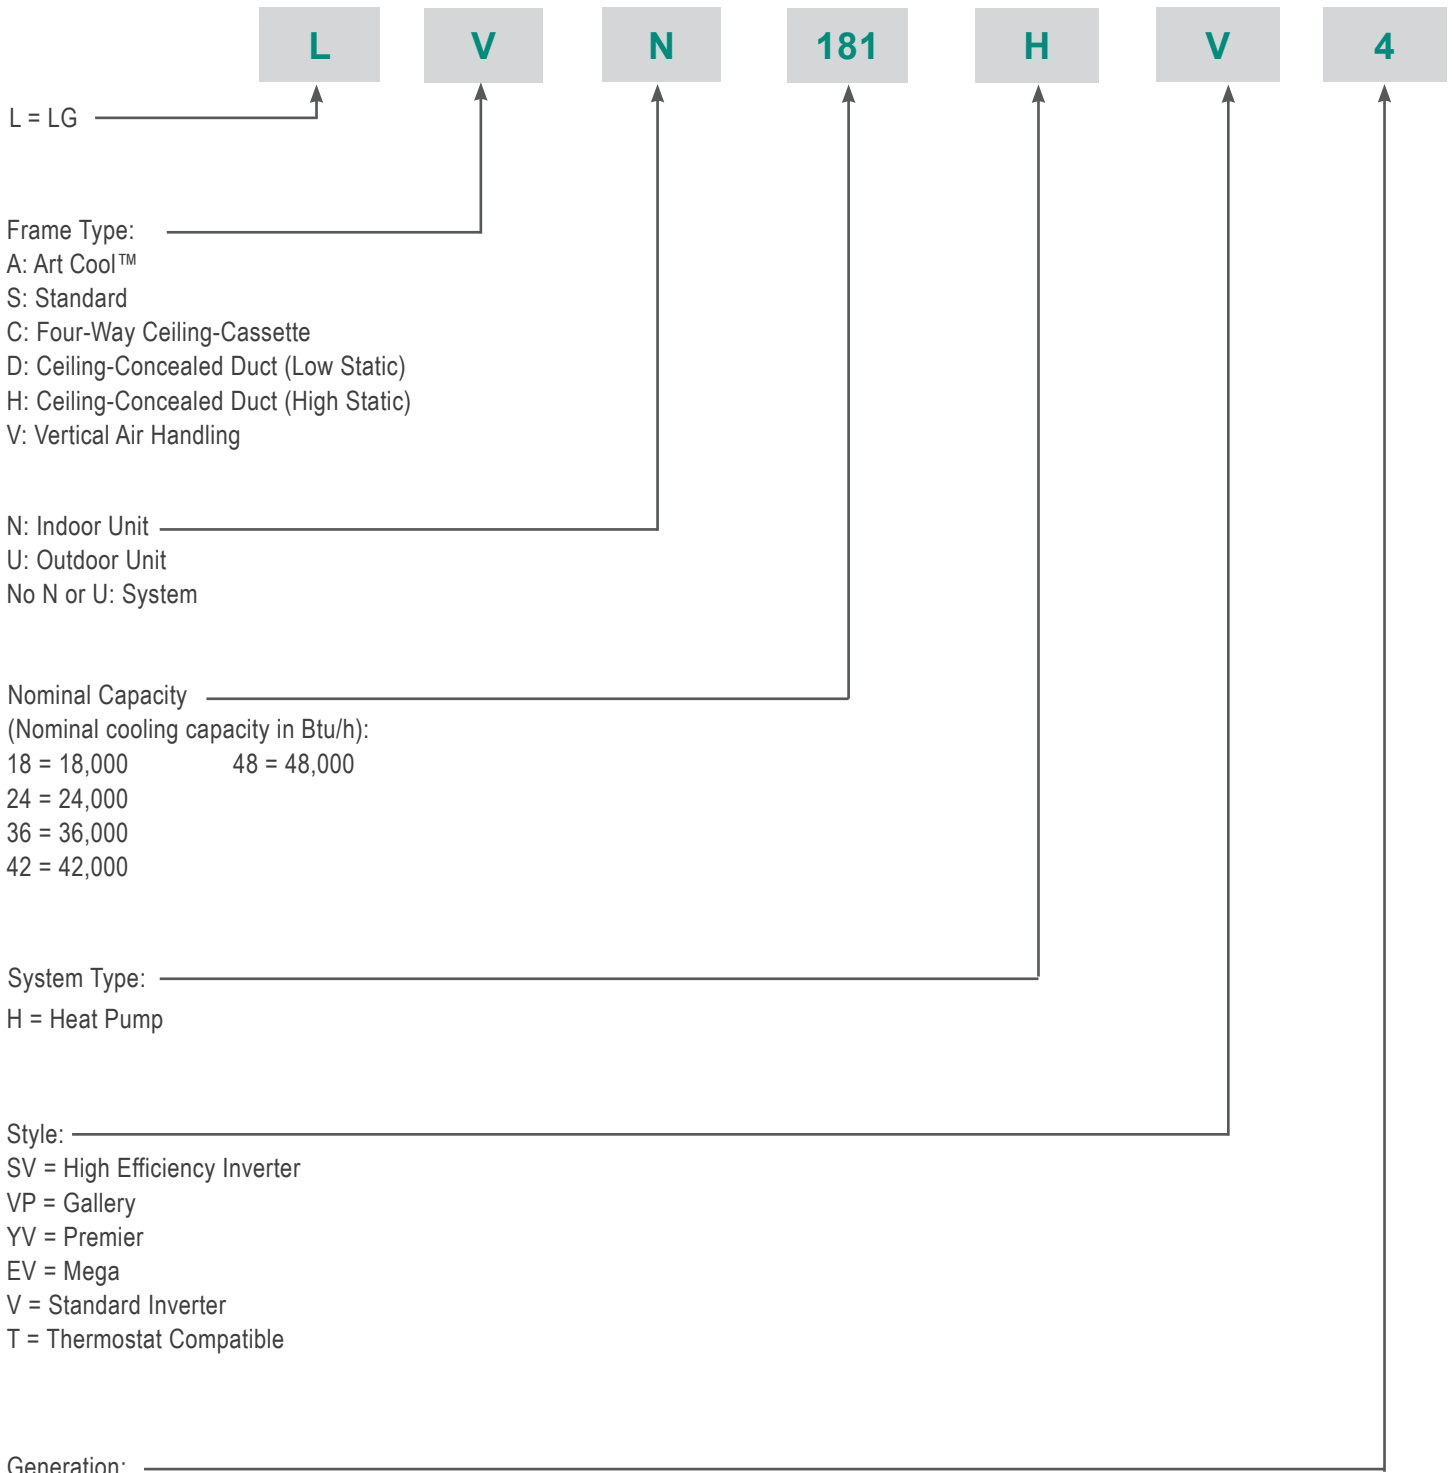 L V N 181 H V 4
L = LG
Frame Type:
A: Art Cool™
S: Standard
C: Four-Way Ceiling-Cassette
D: Ceiling-Concealed Duct (Low Static)
H: Ceiling-Concealed Duct (High Static)
V: Vertical Air Handling
N: Indoor Unit
U: Outdoor Unit
No N or U: System
Nominal Capacity
(Nominal cooling capacity in Btu/h):
18 = 18,000 48 = 48,000
24 = 24,000
36 = 36,000
42 = 42,000
System Type:
H = Heat Pump
Style:
SV = High Efficiency Inverter
VP = Gallery
YV = Premier
EV = Mega
V = Standard Inverter
T = Thermostat Compatible
Generation: